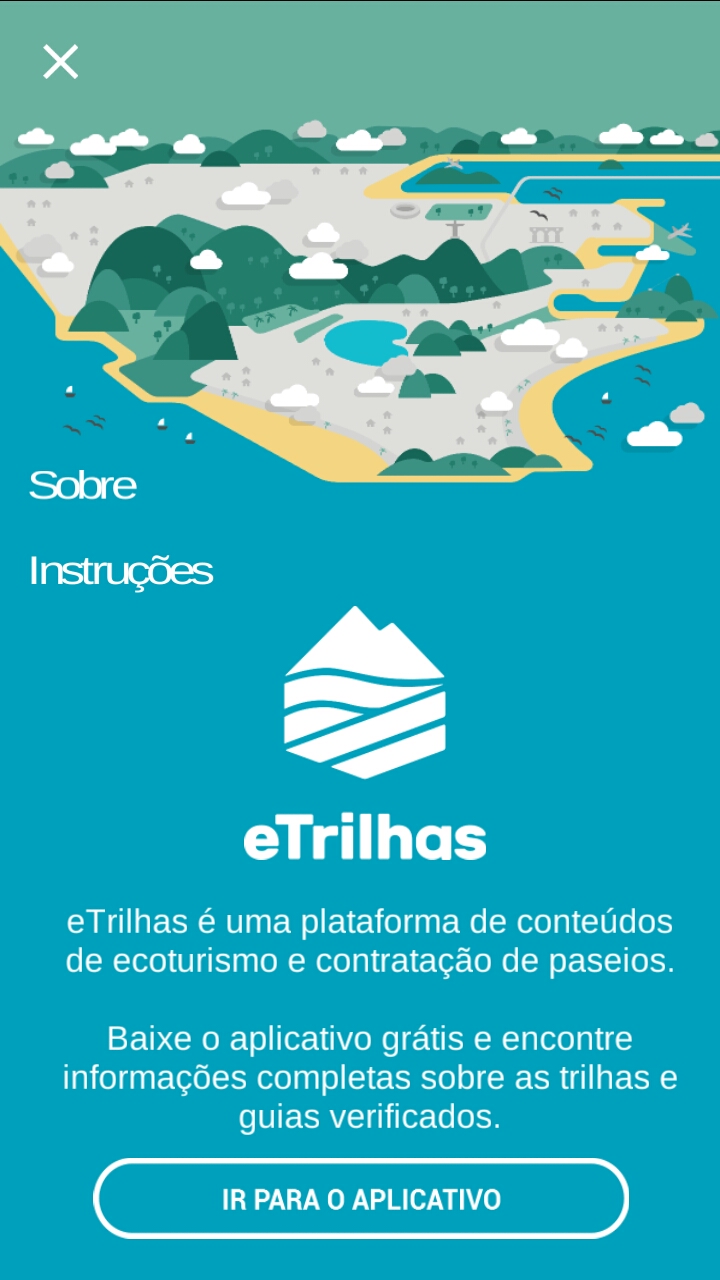 Sobre
Instruções
eTrilhas
eTrilhas é uma plataforma de conteúdos
de ecoturismo e contratação de paseios.
Baixe o aplicativo grátis e encontre
informações completas sobre as trilhas e
guias verificados.
IR PARA O APLICATIVO